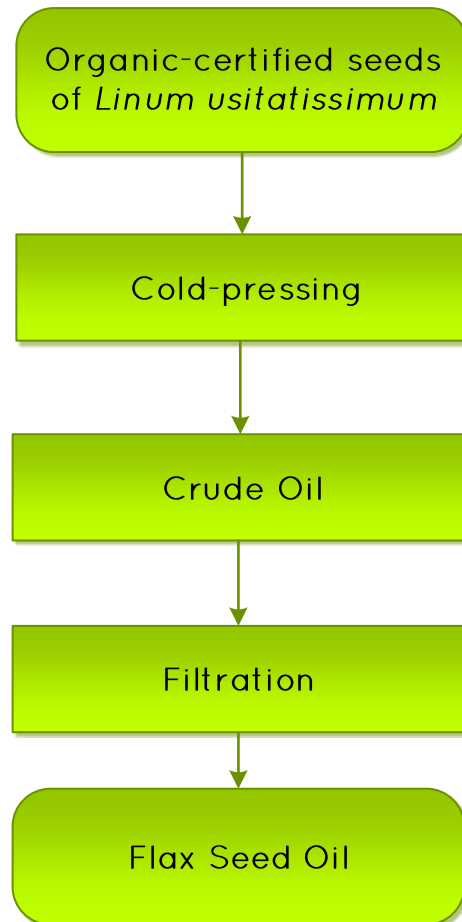 Organic-certified seeds
of Linum usitatissimum
Cold-pressing
Crude Oil
Filtration
Flax Seed Oil